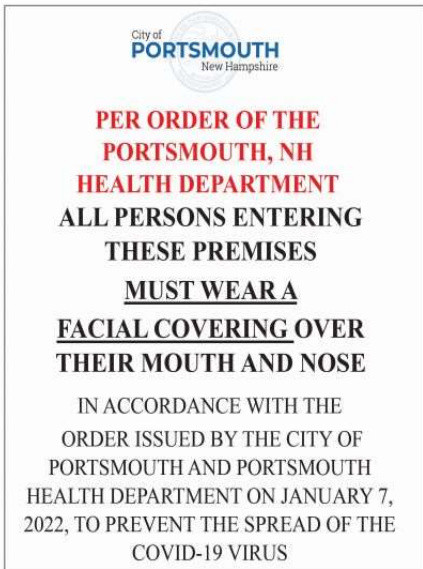 City of
PORTSMOUTH
New Hampshire
PER ORDER OF THE
PORTSMOUTH, NH
HEALTH DEPARTMENT
ALL PERSONS ENTERING
THESE PREMISES
MUST WEAR A
FACIAL COVERING OVER
THEIR MOUTH AND NOSE
IN ACCORDANCE WITH THE
ORDER ISSUED BY THE CITY OF
PORTSMOUTH AND PORTSMOUTH
HEALTH DEPARTMENT ON JANUARY 7,
2022, TO PREVENT THE SPREAD OF THE
COVID-19 VIRUS